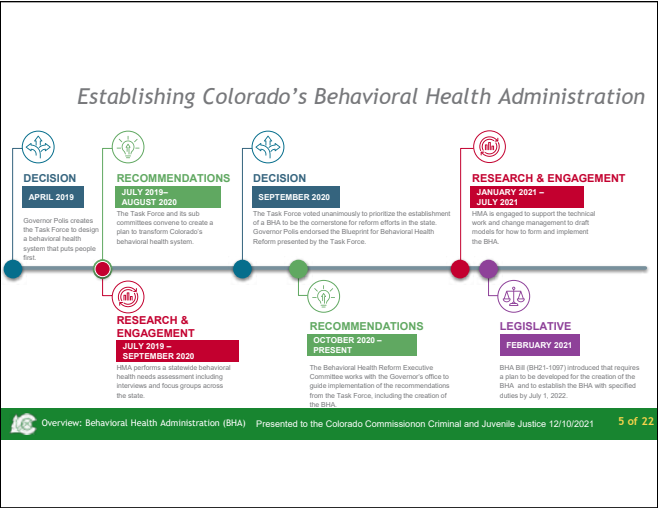 Establishing Colorado's Behavioral Health Administration
DECISION
APRIL 2019
Governor Polis creates
the Task Force to design
a behavioral health
system that puts people
first.
RECOMMENDATIONS
JULY 2019–
AUGUST 2020
The Task Force and its sub
committees convene to create a
plan to transform Colorado's
behavioral health system.
DECISION
SEPTEMBER 2020
The Task Force voted unanimously to prioritize the establishment
of a BHA to be the cornerstone for reform efforts in the state.
Governor Polis endorsed the Blueprint for Behavioral Health
Reform presented by the Task Force.
RESEARCH & ENGAGEMENT
JANUARY 2021 –
JULY 2021
HMA is engaged to support the technical
work and change management to draft
models for how to form and implement
the BHA.
RESEARCH &
ENGAGEMENT
JULY 2019 –
SEPTEMBER 2020
HMA performs a statewide behavioral
health needs assessment including
interviews and focus groups across
the state.
RECOMMENDATIONS
OCTOBER 2020 –
PRESENT
The Behavioral Health Reform Executive
Committee works with the Governor's office to
guide implementation of the recommendations
from the Task Force, including the creation of
the BHA.
LEGISLATIVE
FEBRUARY 2021
BHA Bill (BH21-1097) introduced that requires
a plan to be developed for the creation of the
BHA and to establish the BHA with specified
duties by July 1, 2022.
Overview: Behavioral Health Administration (BHA) Presented to the Colorado Commissionon Criminal and Juvenile Justice 12/10/2021 5 of 22